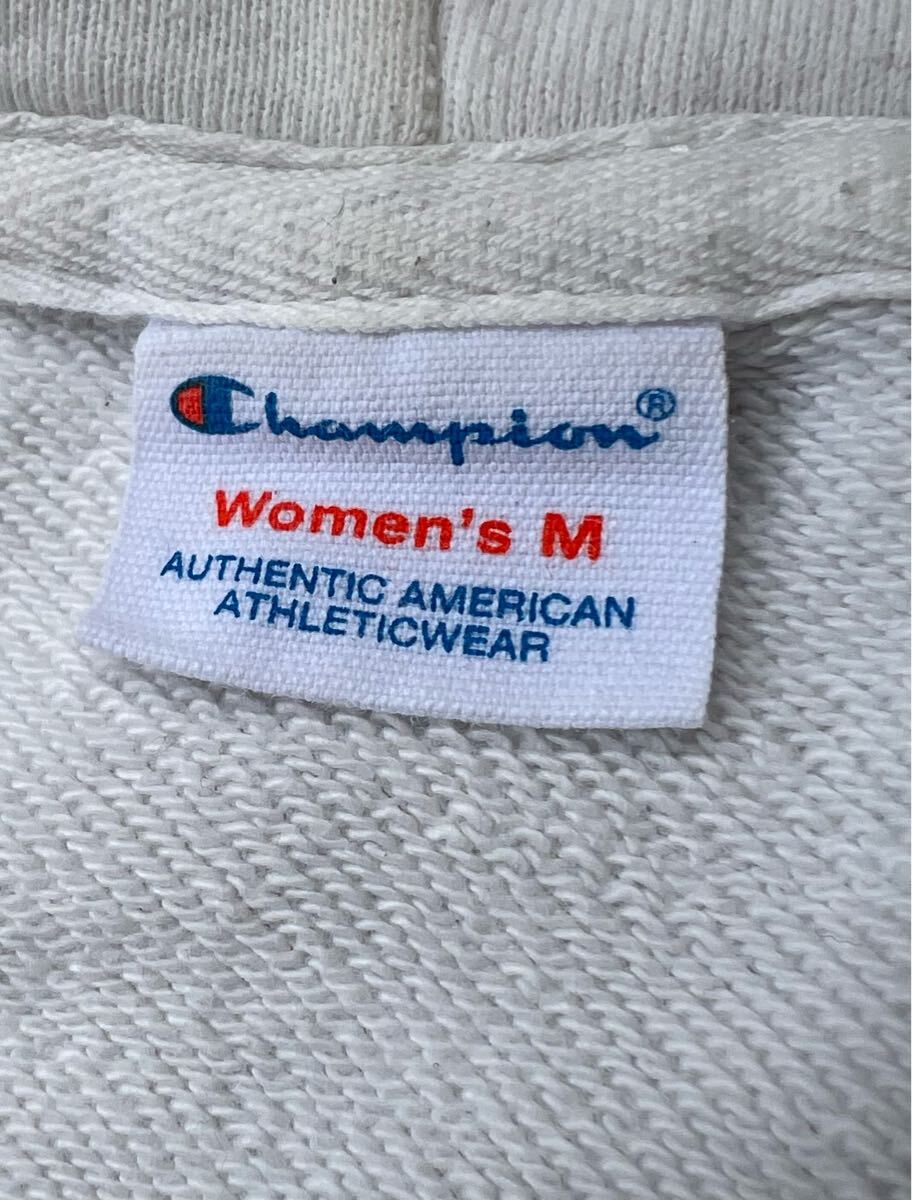 Champion®
Women's M
AUTHENTIC AMERICAN
ATHLETICWEAR